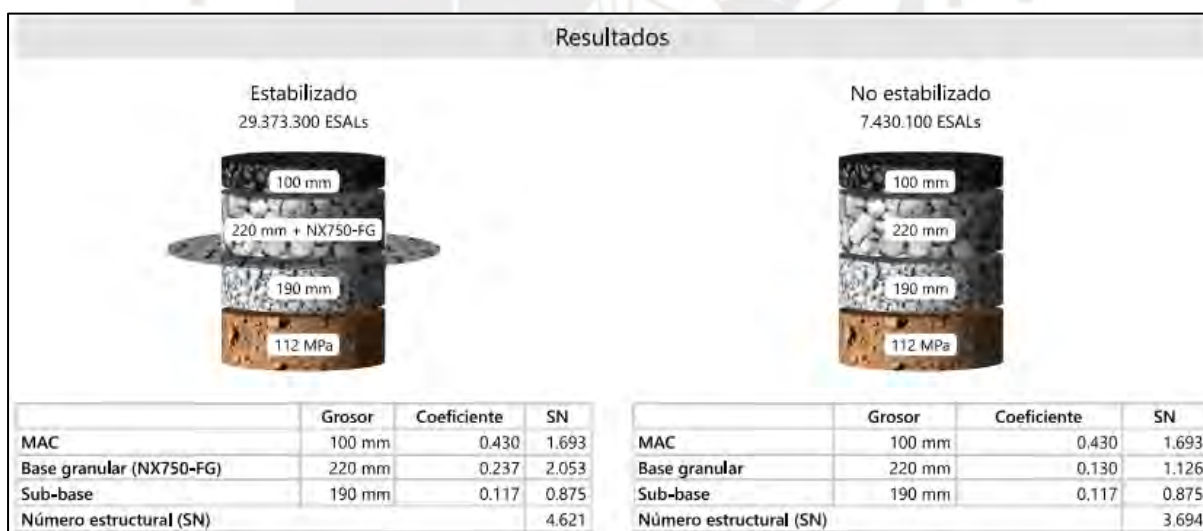 Resultados
Estabilizado
29.373.300 ESALs
100 mm
220 mm + NX750-FG
190 mm
112 MPa
No estabilizado
7.430.100 ESALs
100 mm
220 mm
190 mm
112 MPa
Grosor Coeficiente SN
MAC 100 mm 0.430 1.693
Base granular (NX750-FG) 220 mm 0.237 2.053
Sub-base 190 mm 0.117 0.875
Número estructural (SN) 4.621
Grosor Coeficiente SN
MAC 100 mm 0.430 1.693
Base granular 220 mm 0.130 1.126
Sub-base 190 mm 0.117 0.875
Número estructural (SN) 3.694